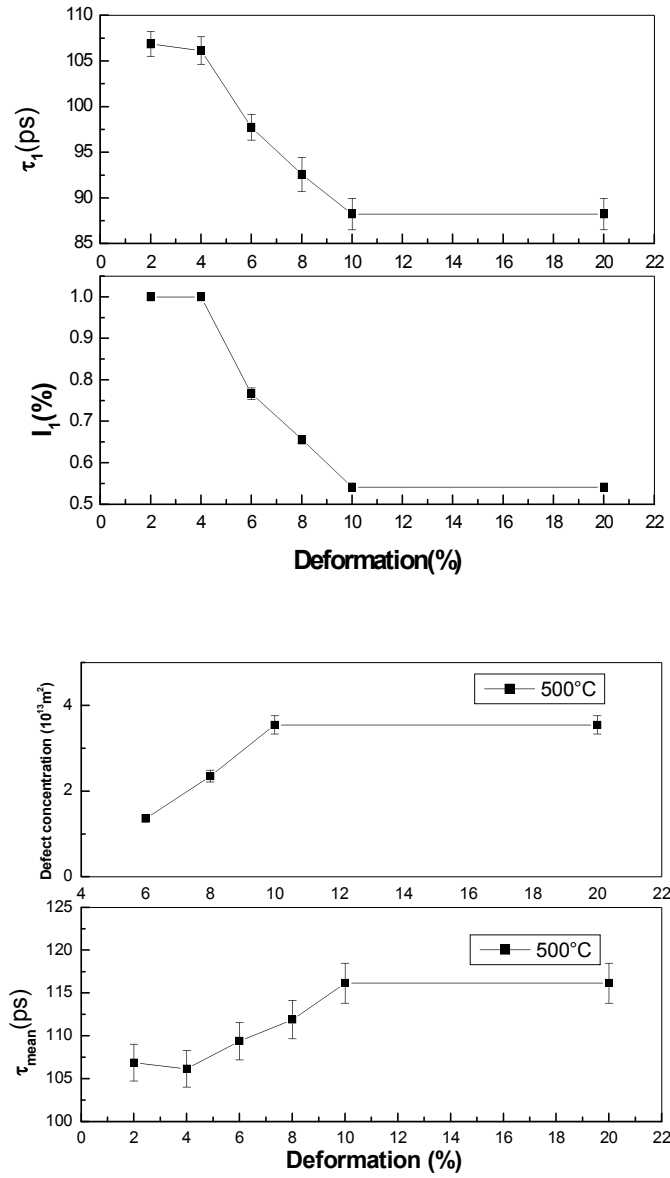 110
105
100
95
90
85
τ1(ps)
0 2 4 6 8 10 12 14 16 18 20 22
1.0
0.9
0.8
0.7
0.6
0.5
I1(%)
0 2 4 6 8 10 12 14 16 18 20 22
Deformation(%)
4
2
0
Defect concentration (10¹³m²)
500°C
4 6 8 10 12 14 16 18 20 22
125
120
115
110
105
100
τmean(ps)
500°C
0 2 4 6 8 10 12 14 16 18 20 22
Deformation (%)